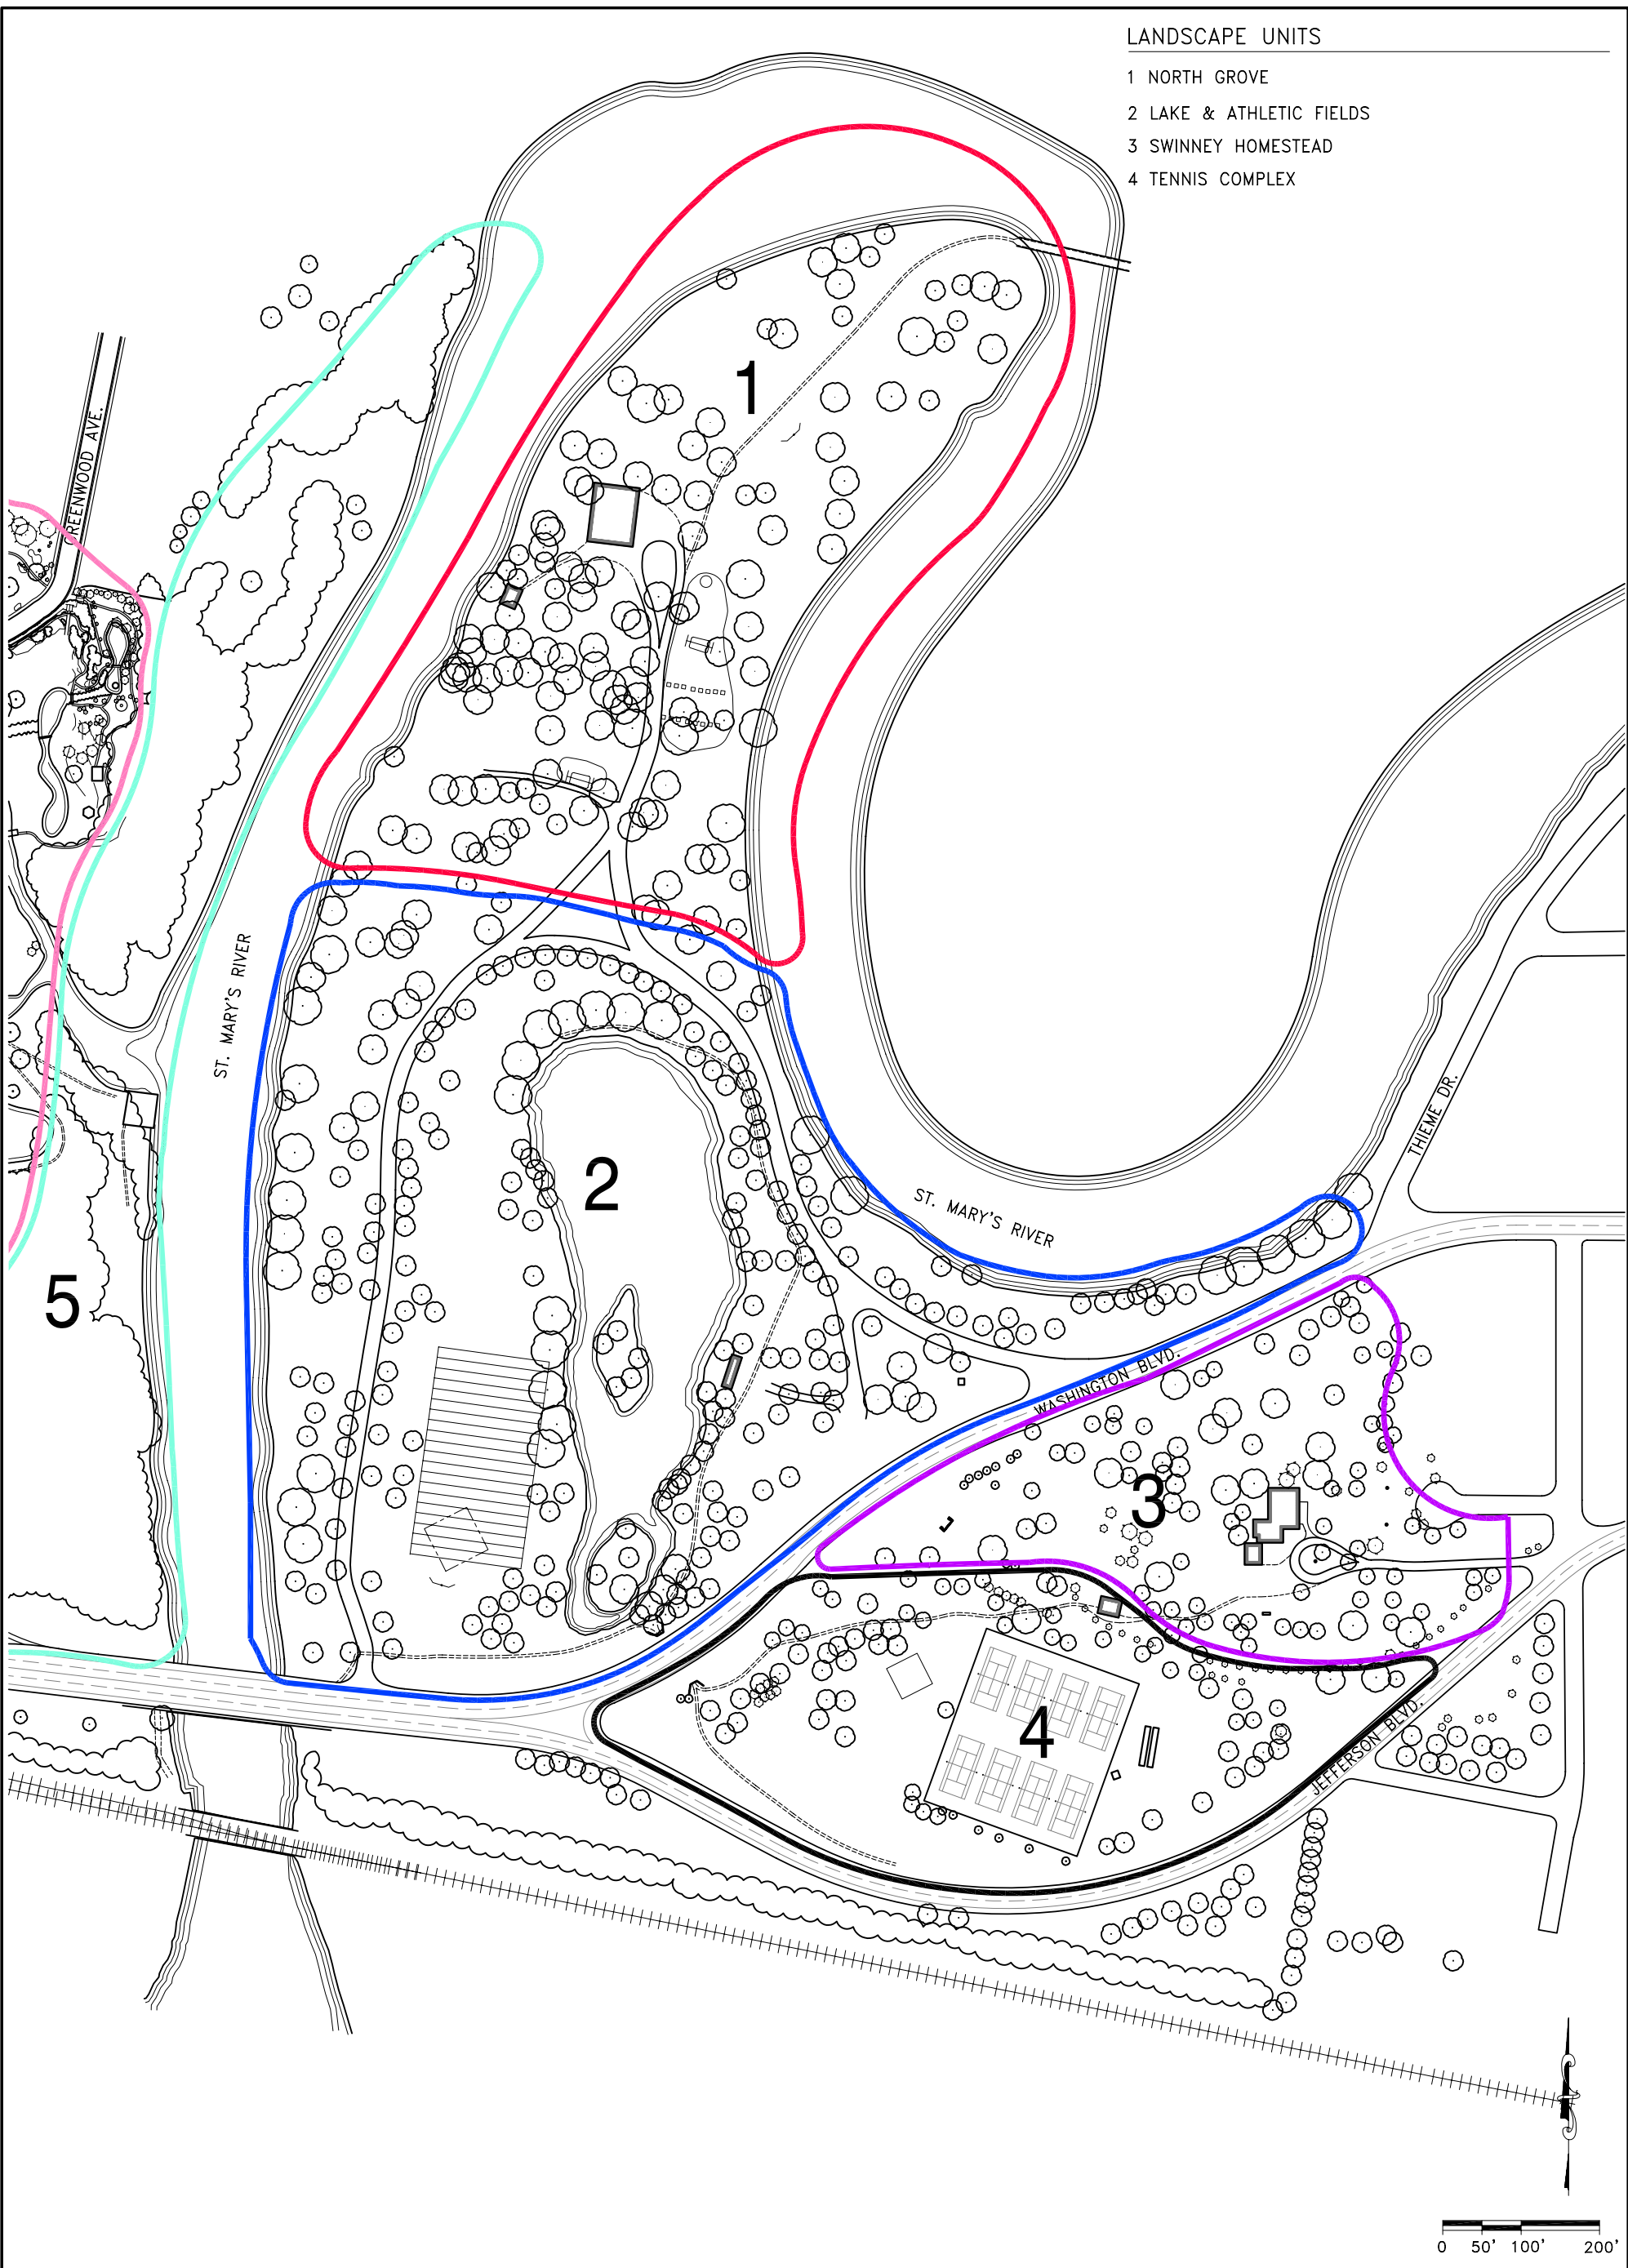 LANDSCAPE UNITS
1 NORTH GROVE
2 LAKE & ATHLETIC FIELDS
3 SWINNEY HOMESTEAD
4 TENNIS COMPLEX
1
GREENWOOD AVE.
ST. MARY'S RIVER
THIEME DR.
2
ST. MARY'S RIVER
5
WASHINGTON BLVD.
3
4
JEFFERSON BLVD.
0 50' 100' 200'